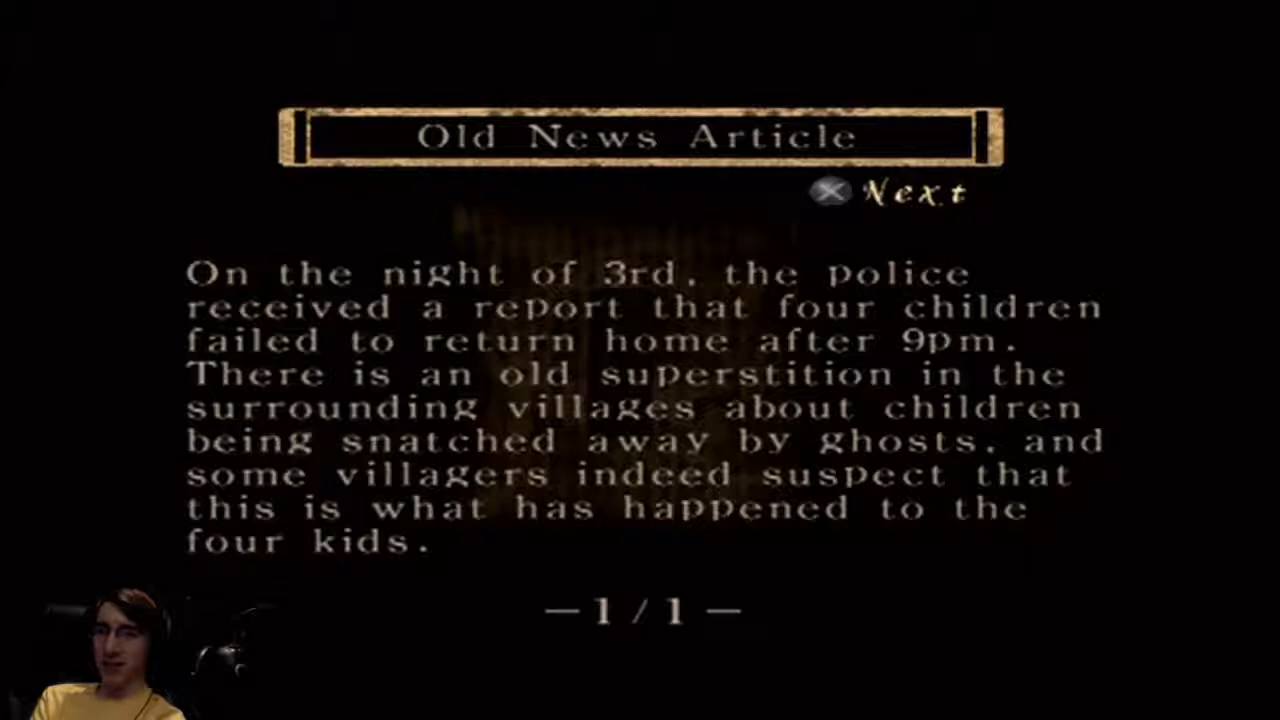 Old News Article
Next
On the night of 3rd, the police
received a report that four children
failed to return home after 9pm.
There is an old superstition in the
surrounding villages about children
being snatched away by ghosts, and
some villagers indeed suspect that
this is what has happened to the
four kids.
—1/1—